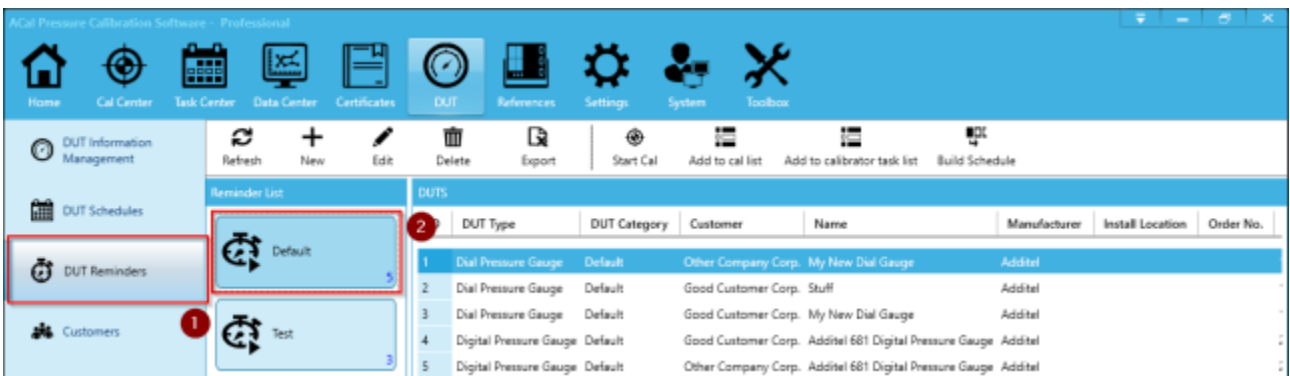 ACal Pressure Calibration Software - Professional
Home Cal Center Task Center Data Center Certificates DUT References Settings System Toolbox
DUT Information
Management
Refresh New Edit Delete Export Start Cal Add to cal list Add to calibrator task list Build Schedule
DUT Schedules
DUT Reminders
Customers
1
Reminder List
Default
5
Test
3
2
DUTS
DUT Type DUT Category Customer Name Manufacturer Install Location Order No.
1 Dial Pressure Gauge Default Other Company Corp. My New Dial Gauge Additel
2 Dial Pressure Gauge Default Good Customer Corp. Stuff Additel
3 Dial Pressure Gauge Default Good Customer Corp. My New Dial Gauge Additel
4 Digital Pressure Gauge Default Good Customer Corp. Additel 681 Digital Pressure Gauge Additel
5 Digital Pressure Gauge Default Other Company Corp. Additel 681 Digital Pressure Gauge Additel